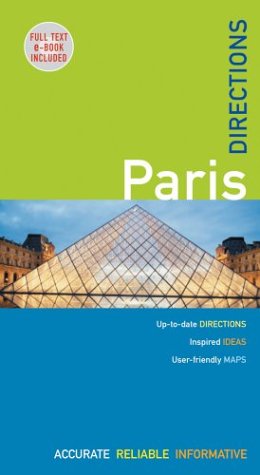 FULL TEXT
e-BOOK
INCLUDED
DIRECTIONS
Paris
Up-to-date DIRECTIONS
Inspired IDEAS
User-friendly MAPS
ACCURATE RELIABLE INFORMATIVE